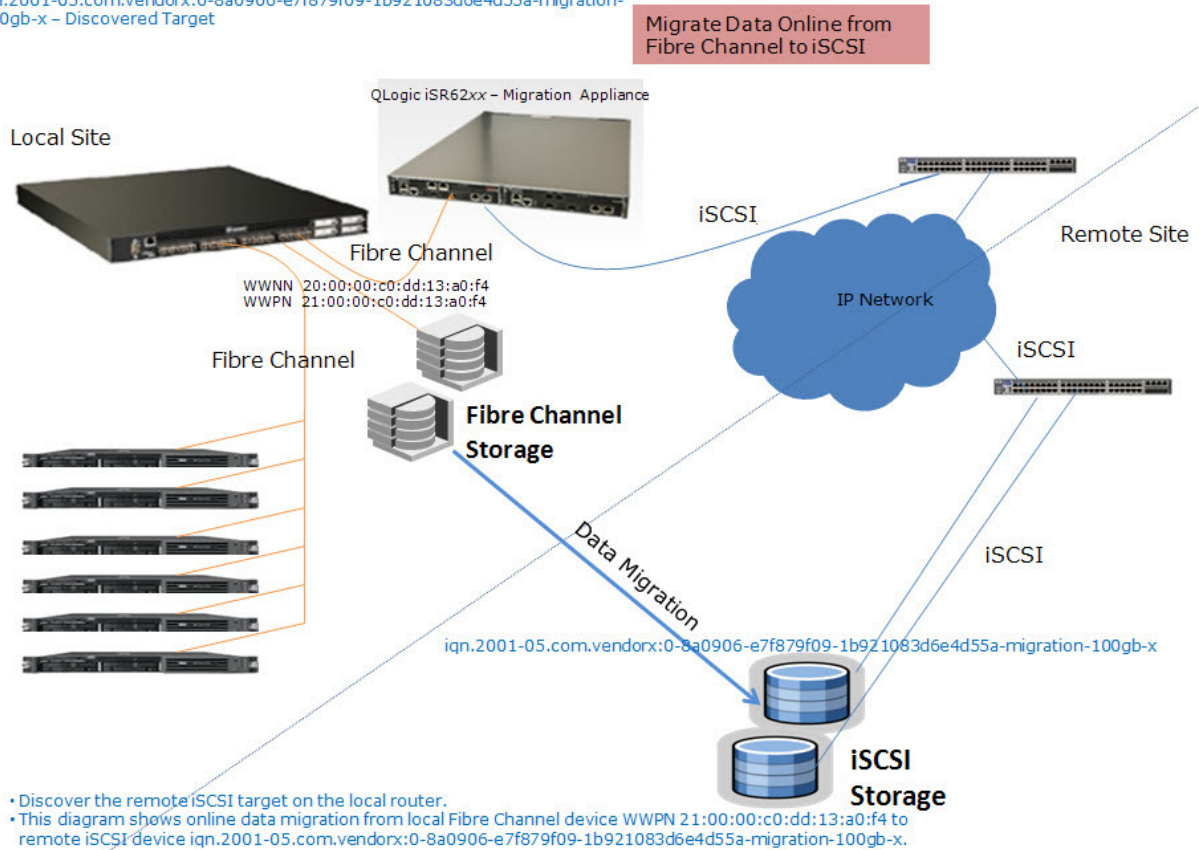 0gb-x – Discovered Target
Migrate Data Online from
Fibre Channel to iSCSI
QLogic iSR62xx – Migration Appliance
Local Site
iSCSI
Remote Site
Fibre Channel
WWNN 20:00:00:c0:dd:13:a0:f4
WWPN 21:00:00:c0:dd:13:a0:f4
IP Network
Fibre Channel
iSCSI
Fibre Channel
Storage
Data Migration
iSCSI
iqn.2001-05.com.vendorx:0-8a0906-e7f879f09-1b921083d6e4d55a-migration-100gb-x
iSCSI
Storage
• Discover the remote iSCSI target on the local router.
• This diagram shows online data migration from local Fibre Channel device WWPN 21:00:00:c0:dd:13:a0:f4 to
remote iSCSI device iqn.2001-05.com.vendorx:0-8a0906-e7f879f09-1b921083d6e4d55a-migration-100gb-x.